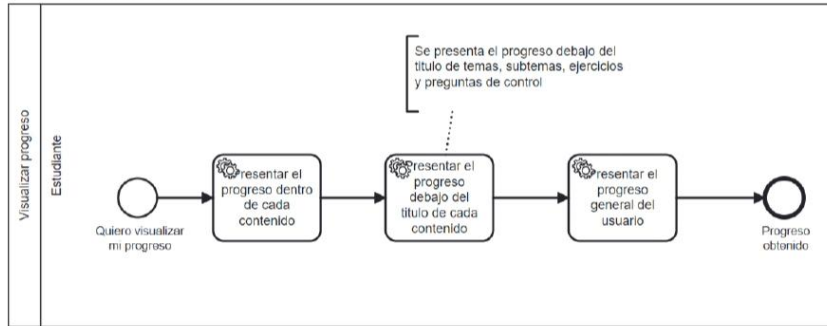 Visualizar progreso
Estudiante
Se presenta el progreso debajo del
titulo de temas, subtemas, ejercicios
y preguntas de control
Quiero visualizar
mi progreso
resentar el
progreso dentro
de cada
contenido
Presentar el
progreso
debajo del
titulo de cada
contenido
resentar el
progreso
general del
usuario
Progreso
obtenido